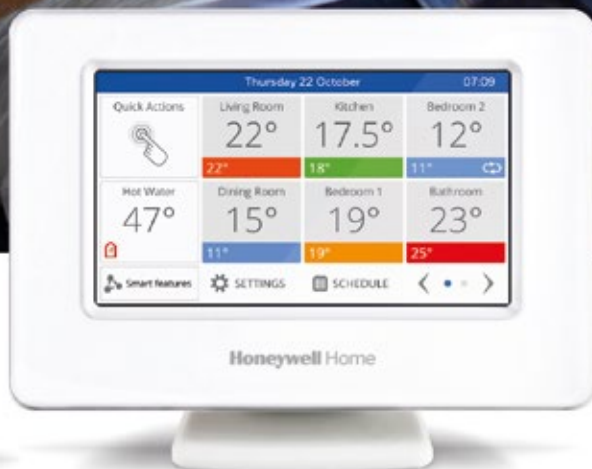 Thursday 22 October 07:09
Quick Actions Living Room Kitchen Bedroom 2
22° 17.5° 12°
22° 18° 11°
Hot Water Dining Room Bedroom 1 Bathroom
47° 15° 19° 23°
11° 19° 25°
Smart features SETTINGS SCHEDULE
Honeywell Home